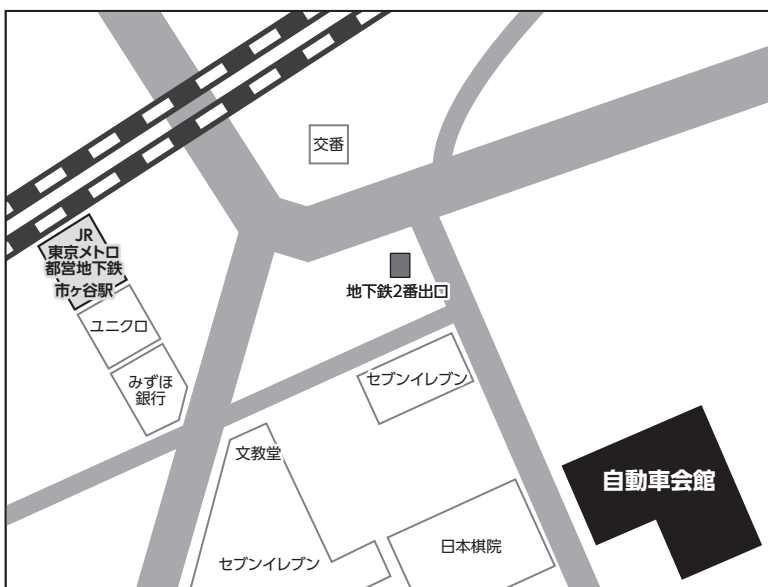 交番
JR
東京メトロ
都営地下鉄
市ヶ谷駅
地下鉄2番出口
ユニクロ
みずほ
銀行
セブンイレブン
文教堂
自動車会館
日本棋院
セブンイレブン